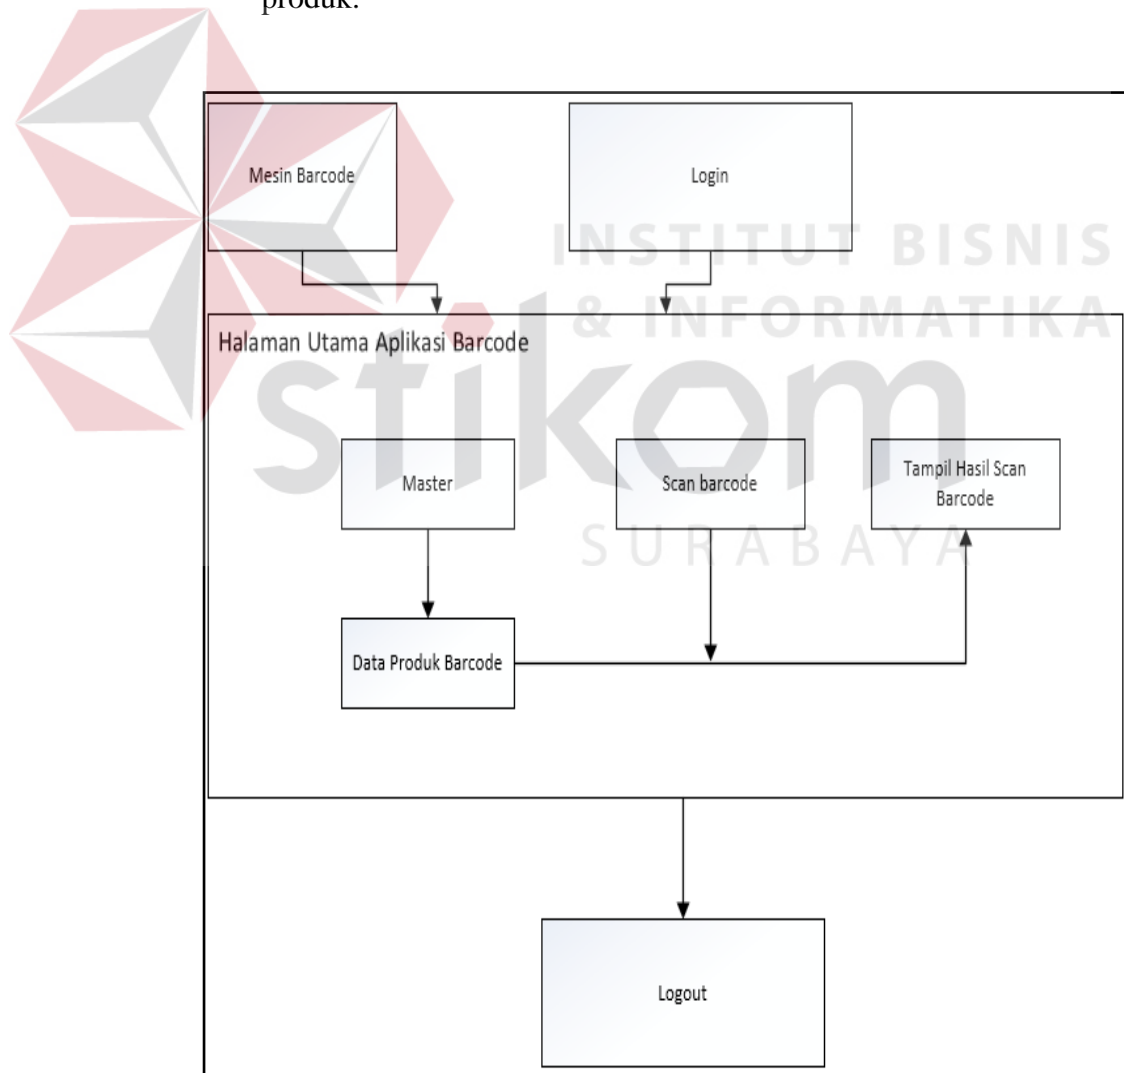 produk.
Mesin Barcode
Login
INSTITUT BISNIS
& INFORMATIKA
Halaman Utama Aplikasi Barcode
stikom
Master
Scan barcode
Tampil Hasil Scan
Barcode
SURABAYA
Data Produk Barcode
Logout